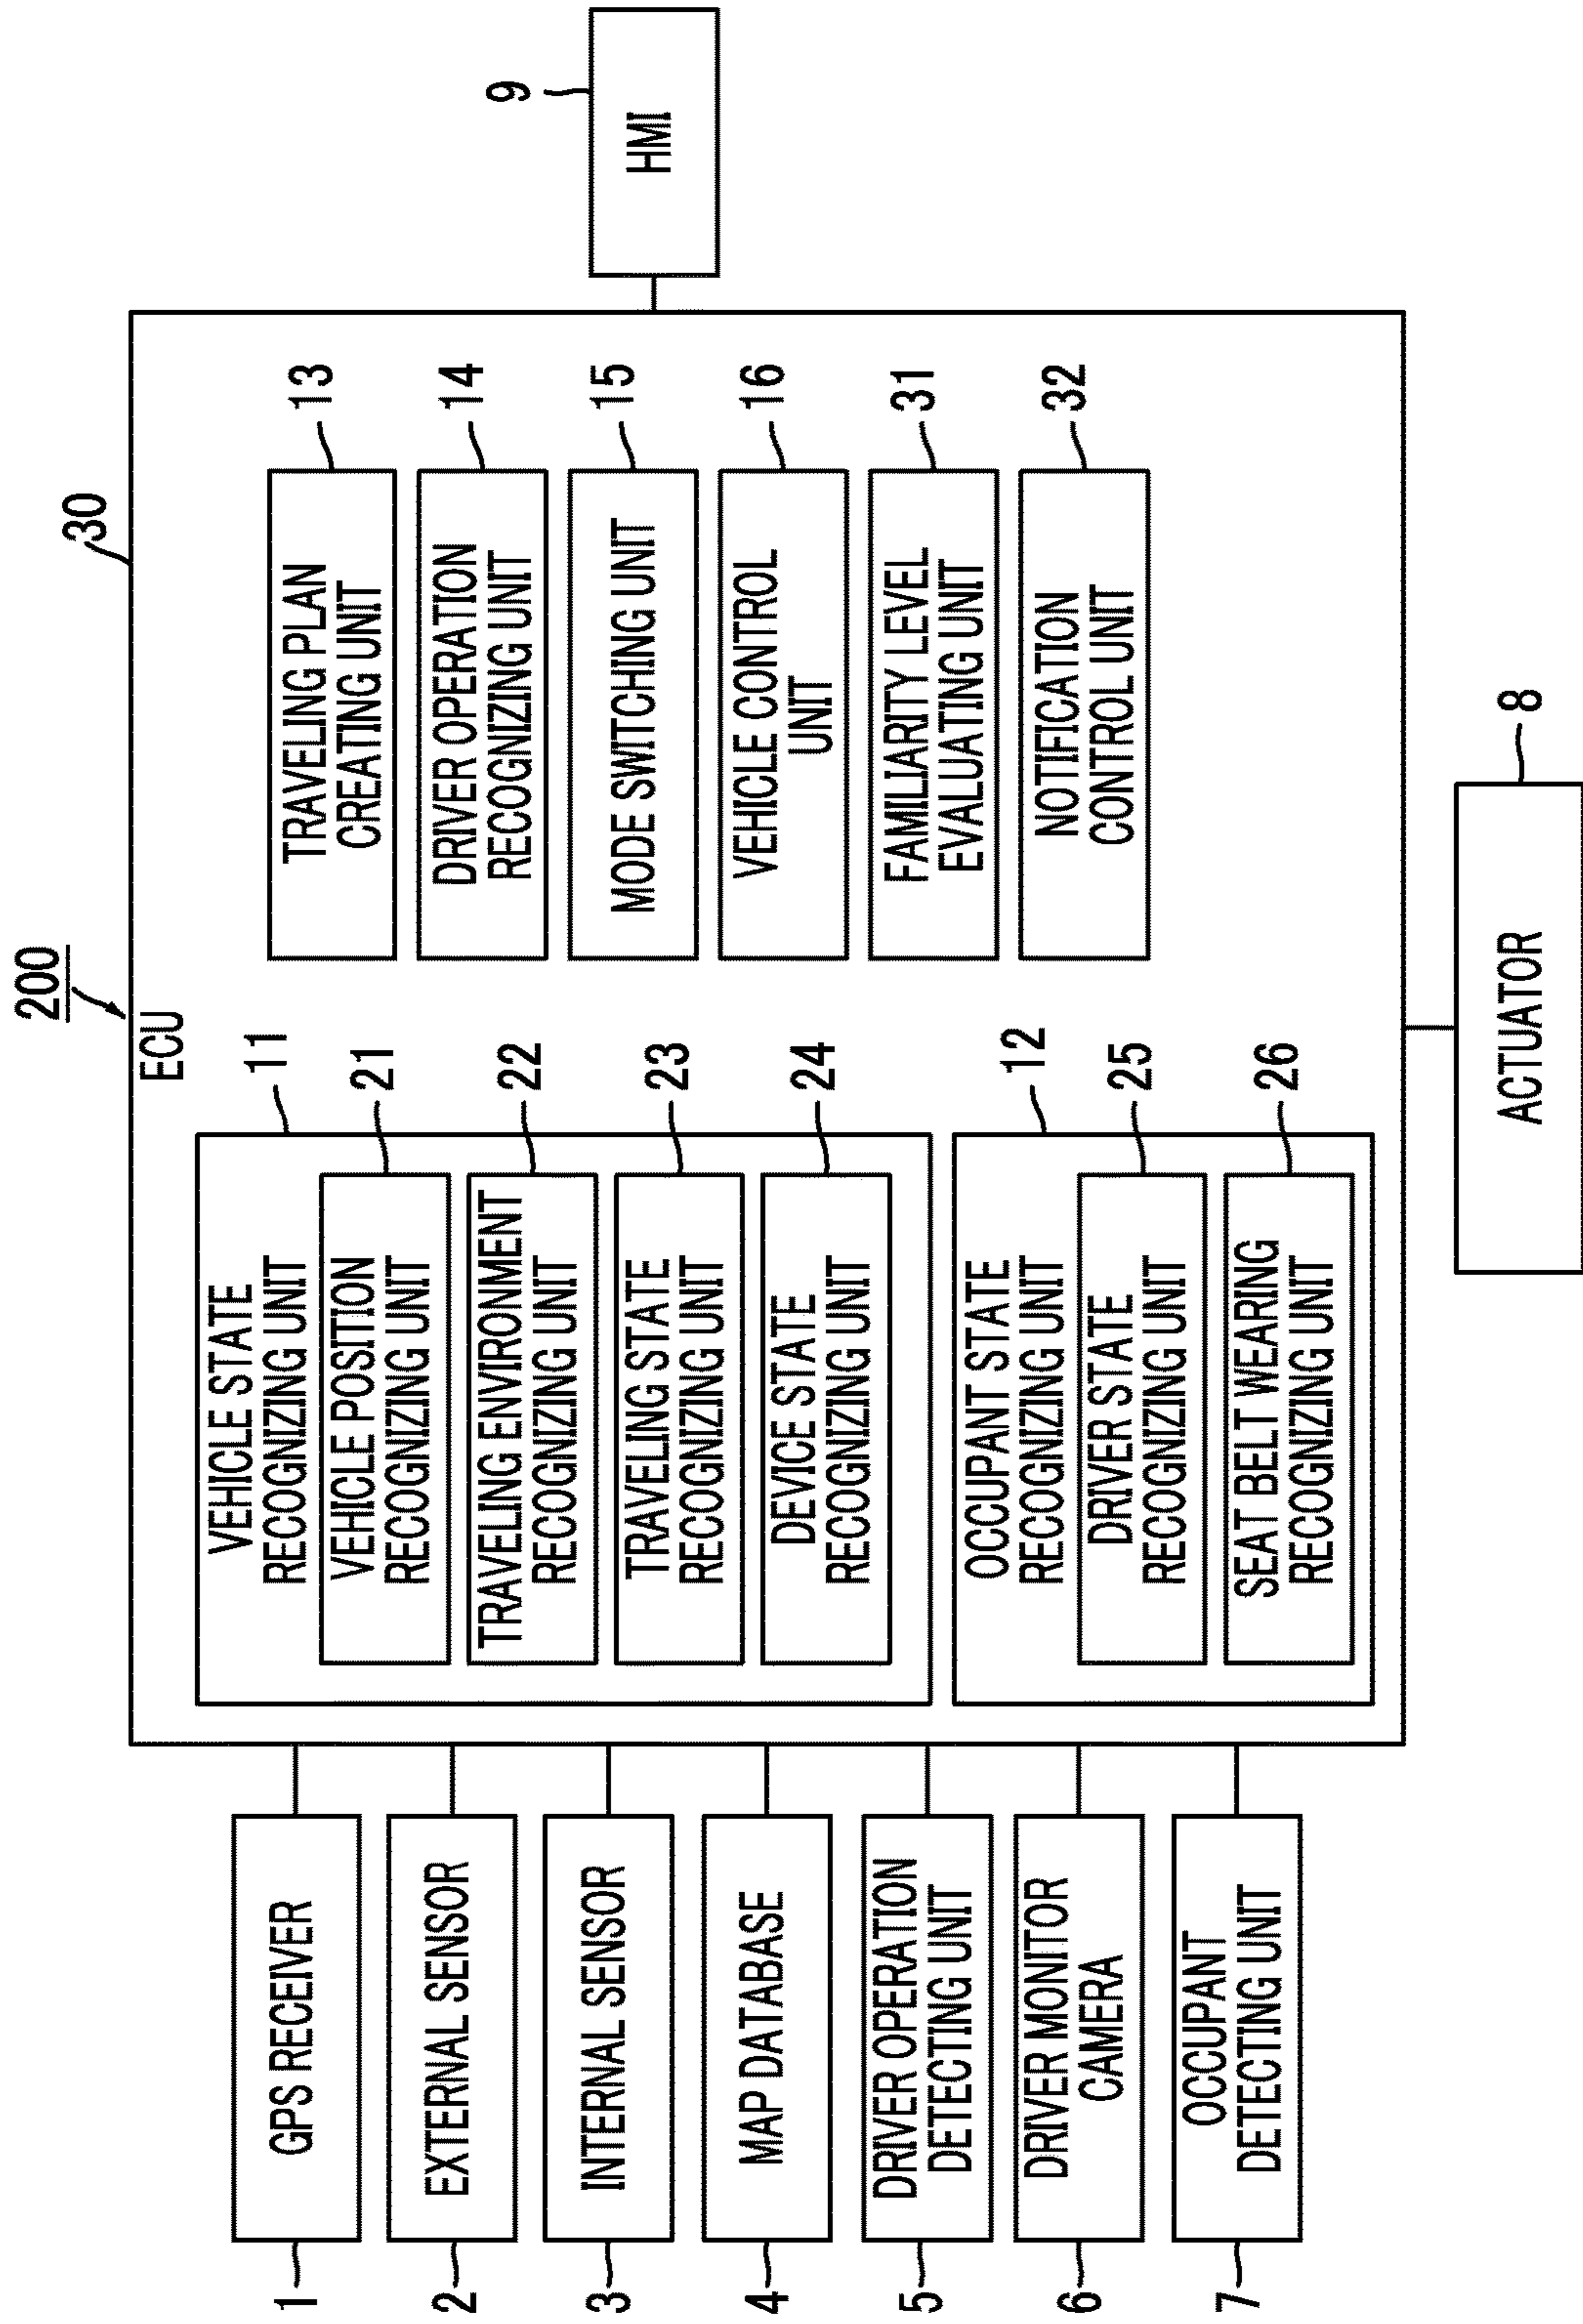 200
30
ECU
1
GPS RECEIVER
2
EXTERNAL SENSOR
3
INTERNAL SENSOR
4
MAP DATABASE
5
DRIVER OPERATION
DETECTING UNIT
6
DRIVER MONITOR
CAMERA
7
OCCUPANT
DETECTING UNIT
11
VEHICLE STATE
RECOGNIZING UNIT
21
VEHICLE POSITION
RECOGNIZING UNIT
22
TRAVELING ENVIRONMENT
RECOGNIZING UNIT
23
TRAVELING STATE
RECOGNIZING UNIT
24
DEVICE STATE
RECOGNIZING UNIT
12
OCCUPANT STATE
RECOGNIZING UNIT
25
DRIVER STATE
RECOGNIZING UNIT
26
SEAT BELT WEARING
RECOGNIZING UNIT
13
TRAVELING PLAN
CREATING UNIT
14
DRIVER OPERATION
RECOGNIZING UNIT
15
MODE SWITCHING UNIT
16
VEHICLE CONTROL
UNIT
31
FAMILIARITY LEVEL
EVALUATING UNIT
32
NOTIFICATION
CONTROL UNIT
9
HMI
8
ACTUATOR